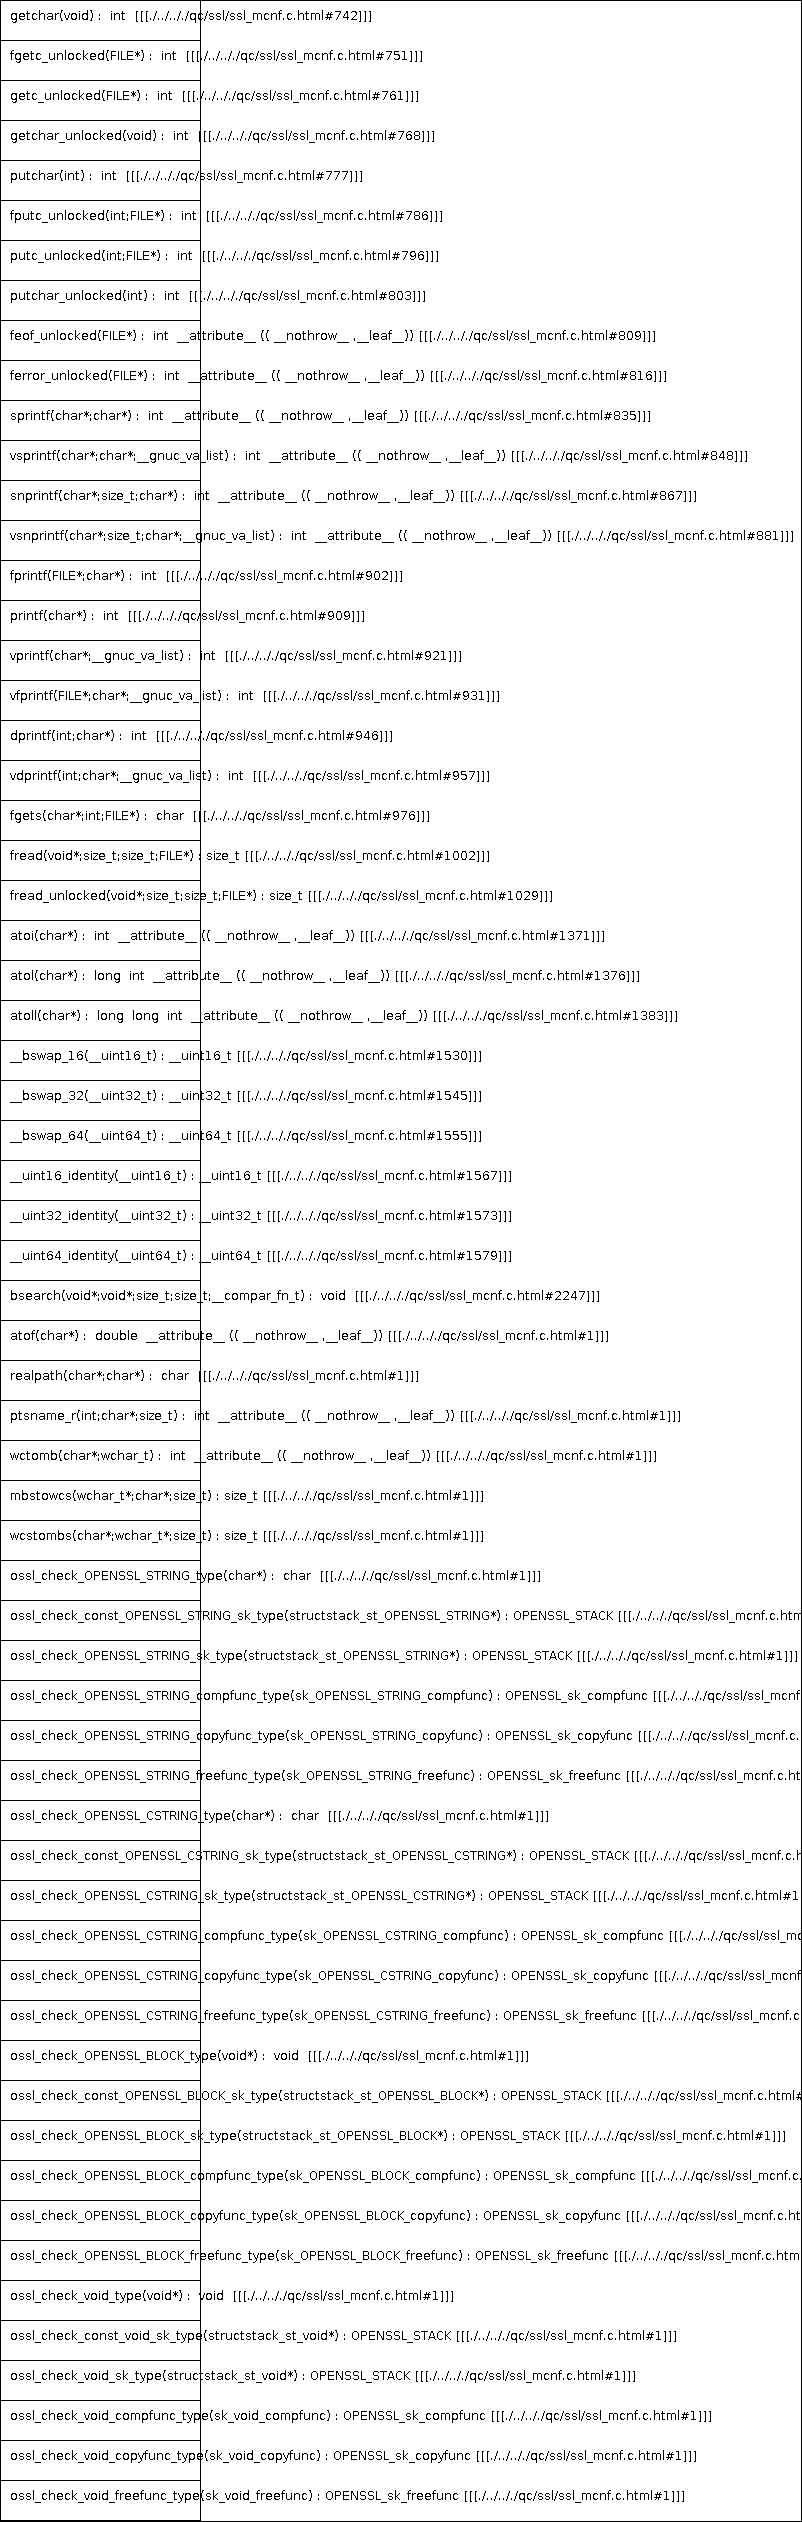 getchar(void) :  int  [[[./../../../qc/ssl/ssl_mcnf.c.html#742]]]
fgetc_unlocked(FILE*) :  int  [[[./../../../qc/ssl/ssl_mcnf.c.html#751]]]
getc_unlocked(FILE*) :  int  [[[./../../../qc/ssl/ssl_mcnf.c.html#761]]]
getchar_unlocked(void) :  int  [[[./../../../qc/ssl/ssl_mcnf.c.html#768]]]
putchar(int) :  int  [[[./../../../qc/ssl/ssl_mcnf.c.html#777]]]
fputc_unlocked(int;FILE*) :  int  [[[./../../../qc/ssl/ssl_mcnf.c.html#786]]]
putc_unlocked(int;FILE*) :  int  [[[./../../../qc/ssl/ssl_mcnf.c.html#796]]]
putchar_unlocked(int) :  int  [[[./../../../qc/ssl/ssl_mcnf.c.html#803]]]
feof_unlocked(FILE*) :  int  __attribute__ (( __nothrow__ ,__leaf__)) [[[./../../../qc/ssl/ssl_mcnf.c.html#809]]]
ferror_unlocked(FILE*) :  int  __attribute__ (( __nothrow__ ,__leaf__)) [[[./../../../qc/ssl/ssl_mcnf.c.html#816]]]
sprintf(char*;char*) :  int  __attribute__ (( __nothrow__ ,__leaf__)) [[[./../../../qc/ssl/ssl_mcnf.c.html#835]]]
vsprintf(char*;char*;__gnuc_va_list) :  int  __attribute__ (( __nothrow__ ,__leaf__)) [[[./../../../qc/ssl/ssl_mcnf.c.html#848]]]
snprintf(char*;size_t;char*) :  int  __attribute__ (( __nothrow__ ,__leaf__)) [[[./../../../qc/ssl/ssl_mcnf.c.html#867]]]
vsnprintf(char*;size_t;char*;__gnuc_va_list) :  int  __attribute__ (( __nothrow__ ,__leaf__)) [[[./../../../qc/ssl/ssl_mcnf.c.html#881]]]
fprintf(FILE*;char*) :  int  [[[./../../../qc/ssl/ssl_mcnf.c.html#902]]]
printf(char*) :  int  [[[./../../../qc/ssl/ssl_mcnf.c.html#909]]]
vprintf(char*;__gnuc_va_list) :  int  [[[./../../../qc/ssl/ssl_mcnf.c.html#921]]]
vfprintf(FILE*;char*;__gnuc_va_list) :  int  [[[./../../../qc/ssl/ssl_mcnf.c.html#931]]]
dprintf(int;char*) :  int  [[[./../../../qc/ssl/ssl_mcnf.c.html#946]]]
vdprintf(int;char*;__gnuc_va_list) :  int  [[[./../../../qc/ssl/ssl_mcnf.c.html#957]]]
fgets(char*;int;FILE*) :  char  [[[./../../../qc/ssl/ssl_mcnf.c.html#976]]]
fread(void*;size_t;size_t;FILE*) : size_t [[[./../../../qc/ssl/ssl_mcnf.c.html#1002]]]
fread_unlocked(void*;size_t;size_t;FILE*) : size_t [[[./../../../qc/ssl/ssl_mcnf.c.html#1029]]]
atoi(char*) :  int  __attribute__ (( __nothrow__ ,__leaf__)) [[[./../../../qc/ssl/ssl_mcnf.c.html#1371]]]
atol(char*) :  long  int  __attribute__ (( __nothrow__ ,__leaf__)) [[[./../../../qc/ssl/ssl_mcnf.c.html#1376]]]
atoll(char*) :  long  long  int  __attribute__ (( __nothrow__ ,__leaf__)) [[[./../../../qc/ssl/ssl_mcnf.c.html#1383]]]
__bswap_16(__uint16_t) : __uint16_t [[[./../../../qc/ssl/ssl_mcnf.c.html#1530]]]
__bswap_32(__uint32_t) : __uint32_t [[[./../../../qc/ssl/ssl_mcnf.c.html#1545]]]
__bswap_64(__uint64_t) : __uint64_t [[[./../../../qc/ssl/ssl_mcnf.c.html#1555]]]
__uint16_identity(__uint16_t) : __uint16_t [[[./../../../qc/ssl/ssl_mcnf.c.html#1567]]]
__uint32_identity(__uint32_t) : __uint32_t [[[./../../../qc/ssl/ssl_mcnf.c.html#1573]]]
__uint64_identity(__uint64_t) : __uint64_t [[[./../../../qc/ssl/ssl_mcnf.c.html#1579]]]
bsearch(void*;void*;size_t;size_t;__compar_fn_t) :  void  [[[./../../../qc/ssl/ssl_mcnf.c.html#2247]]]
atof(char*) :  double  __attribute__ (( __nothrow__ ,__leaf__)) [[[./../../../qc/ssl/ssl_mcnf.c.html#1]]]
realpath(char*;char*) :  char  [[[./../../../qc/ssl/ssl_mcnf.c.html#1]]]
ptsname_r(int;char*;size_t) :  int  __attribute__ (( __nothrow__ ,__leaf__)) [[[./../../../qc/ssl/ssl_mcnf.c.html#1]]]
wctomb(char*;wchar_t) :  int  __attribute__ (( __nothrow__ ,__leaf__)) [[[./../../../qc/ssl/ssl_mcnf.c.html#1]]]
mbstowcs(wchar_t*;char*;size_t) : size_t [[[./../../../qc/ssl/ssl_mcnf.c.html#1]]]
wcstombs(char*;wchar_t*;size_t) : size_t [[[./../../../qc/ssl/ssl_mcnf.c.html#1]]]
ossl_check_OPENSSL_STRING_type(char*) :  char  [[[./../../../qc/ssl/ssl_mcnf.c.html#1]]]
ossl_check_const_OPENSSL_STRING_sk_type(structstack_st_OPENSSL_STRING*) : OPENSSL_STACK [[[./../../../qc/ssl/ssl_mcnf.c.htm
ossl_check_OPENSSL_STRING_sk_type(structstack_st_OPENSSL_STRING*) : OPENSSL_STACK [[[./../../../qc/ssl/ssl_mcnf.c.html#1]]]
ossl_check_OPENSSL_STRING_compfunc_type(sk_OPENSSL_STRING_compfunc) : OPENSSL_sk_compfunc [[[./../../../qc/ssl/ssl_mcnf
ossl_check_OPENSSL_STRING_copyfunc_type(sk_OPENSSL_STRING_copyfunc) : OPENSSL_sk_copyfunc [[[./../../../qc/ssl/ssl_mcnf.c.
ossl_check_OPENSSL_STRING_freefunc_type(sk_OPENSSL_STRING_freefunc) : OPENSSL_sk_freefunc [[[./../../../qc/ssl/ssl_mcnf.c.ht
ossl_check_OPENSSL_CSTRING_type(char*) :  char  [[[./../../../qc/ssl/ssl_mcnf.c.html#1]]]
ossl_check_const_OPENSSL_CSTRING_sk_type(structstack_st_OPENSSL_CSTRING*) : OPENSSL_STACK [[[./../../../qc/ssl/ssl_mcnf.c.h
ossl_check_OPENSSL_CSTRING_sk_type(structstack_st_OPENSSL_CSTRING*) : OPENSSL_STACK [[[./../../../qc/ssl/ssl_mcnf.c.html#1
ossl_check_OPENSSL_CSTRING_compfunc_type(sk_OPENSSL_CSTRING_compfunc) : OPENSSL_sk_compfunc [[[./../../../qc/ssl/ssl_mc
ossl_check_OPENSSL_CSTRING_copyfunc_type(sk_OPENSSL_CSTRING_copyfunc) : OPENSSL_sk_copyfunc [[[./../../../qc/ssl/ssl_mcnf
ossl_check_OPENSSL_CSTRING_freefunc_type(sk_OPENSSL_CSTRING_freefunc) : OPENSSL_sk_freefunc [[[./../../../qc/ssl/ssl_mcnf.c
ossl_check_OPENSSL_BLOCK_type(void*) :  void  [[[./../../../qc/ssl/ssl_mcnf.c.html#1]]]
ossl_check_const_OPENSSL_BLOCK_sk_type(structstack_st_OPENSSL_BLOCK*) : OPENSSL_STACK [[[./../../../qc/ssl/ssl_mcnf.c.html#
ossl_check_OPENSSL_BLOCK_sk_type(structstack_st_OPENSSL_BLOCK*) : OPENSSL_STACK [[[./../../../qc/ssl/ssl_mcnf.c.html#1]]]
ossl_check_OPENSSL_BLOCK_compfunc_type(sk_OPENSSL_BLOCK_compfunc) : OPENSSL_sk_compfunc [[[./../../../qc/ssl/ssl_mcnf.c.
ossl_check_OPENSSL_BLOCK_copyfunc_type(sk_OPENSSL_BLOCK_copyfunc) : OPENSSL_sk_copyfunc [[[./../../../qc/ssl/ssl_mcnf.c.ht
ossl_check_OPENSSL_BLOCK_freefunc_type(sk_OPENSSL_BLOCK_freefunc) : OPENSSL_sk_freefunc [[[./../../../qc/ssl/ssl_mcnf.c.htm
ossl_check_void_type(void*) :  void  [[[./../../../qc/ssl/ssl_mcnf.c.html#1]]]
ossl_check_const_void_sk_type(structstack_st_void*) : OPENSSL_STACK [[[./../../../qc/ssl/ssl_mcnf.c.html#1]]]
ossl_check_void_sk_type(structstack_st_void*) : OPENSSL_STACK [[[./../../../qc/ssl/ssl_mcnf.c.html#1]]]
ossl_check_void_compfunc_type(sk_void_compfunc) : OPENSSL_sk_compfunc [[[./../../../qc/ssl/ssl_mcnf.c.html#1]]]
ossl_check_void_copyfunc_type(sk_void_copyfunc) : OPENSSL_sk_copyfunc [[[./../../../qc/ssl/ssl_mcnf.c.html#1]]]
ossl_check_void_freefunc_type(sk_void_freefunc) : OPENSSL_sk_freefunc [[[./../../../qc/ssl/ssl_mcnf.c.html#1]]]